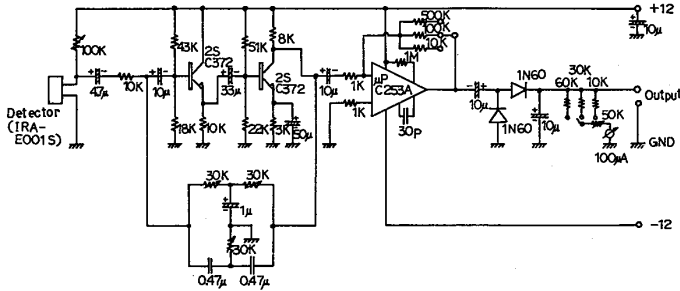 500K
100K
10K
1M
+12
10μ
100K
43K
2S
C372
51K
8K
2S
C372
47μ
10K
10μ
33μ
10μ
1K
1K
μP
C253A
30P
10μ
1N60
1N60
10μ
60K
30K
10K
50K
100μA
Output
GND
Detector
(IRA-
E001S)
18K
10K
22K
3K
50μ
30K
30K
1μ
30K
0.47μ
0.47μ
-12